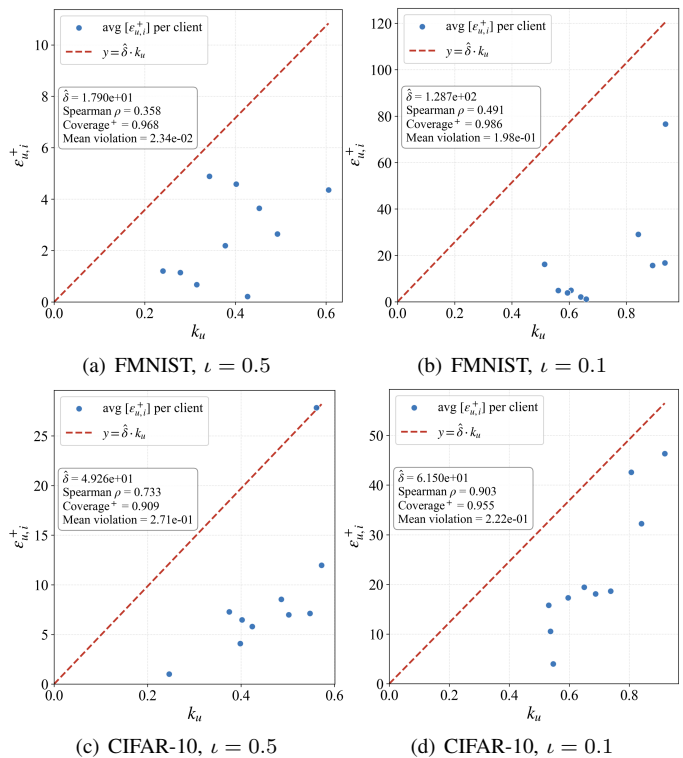 avg [ε⁺ᵤ,ᵢ] per client
y = δ̂ · kᵤ
δ̂ = 1.790e+01
Spearman ρ = 0.358
Coverage⁺ = 0.968
Mean violation = 2.34e-02
ε⁺ᵤ,ᵢ
10
8
6
4
2
0
0.0 0.2 0.4 0.6
kᵤ
(a) FMNIST, ι = 0.5
avg [ε⁺ᵤ,ᵢ] per client
y = δ̂ · kᵤ
δ̂ = 1.287e+02
Spearman ρ = 0.491
Coverage⁺ = 0.986
Mean violation = 1.98e-01
ε⁺ᵤ,ᵢ
120
100
80
60
40
20
0
0.0 0.2 0.4 0.6 0.8
kᵤ
(b) FMNIST, ι = 0.1
avg [ε⁺ᵤ,ᵢ] per client
y = δ̂ · kᵤ
δ̂ = 4.926e+01
Spearman ρ = 0.733
Coverage⁺ = 0.909
Mean violation = 2.71e-01
ε⁺ᵤ,ᵢ
25
20
15
10
5
0
0.0 0.2 0.4 0.6
kᵤ
(c) CIFAR-10, ι = 0.5
avg [ε⁺ᵤ,ᵢ] per client
y = δ̂ · kᵤ
δ̂ = 6.150e+01
Spearman ρ = 0.903
Coverage⁺ = 0.955
Mean violation = 2.22e-01
ε⁺ᵤ,ᵢ
50
40
30
20
10
0
0.0 0.2 0.4 0.6 0.8
kᵤ
(d) CIFAR-10, ι = 0.1